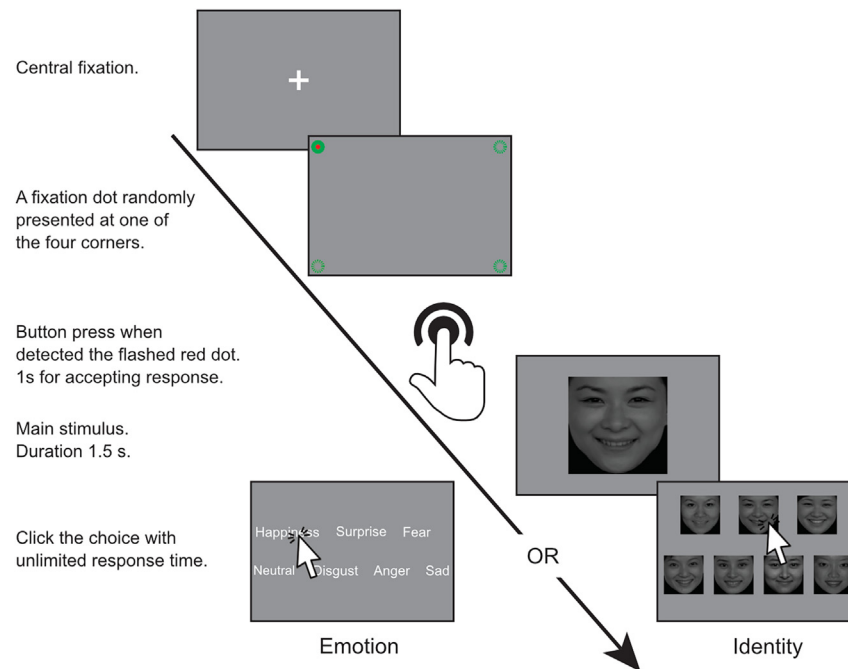 Central fixation.
A fixation dot randomly
presented at one of
the four corners.
Button press when
detected the flashed red dot.
1s for accepting response.
Main stimulus.
Duration 1.5 s.
Click the choice with
unlimited response time.
Happiness Surprise Fear
Neutral Disgust Anger Sad
OR
Emotion
Identity